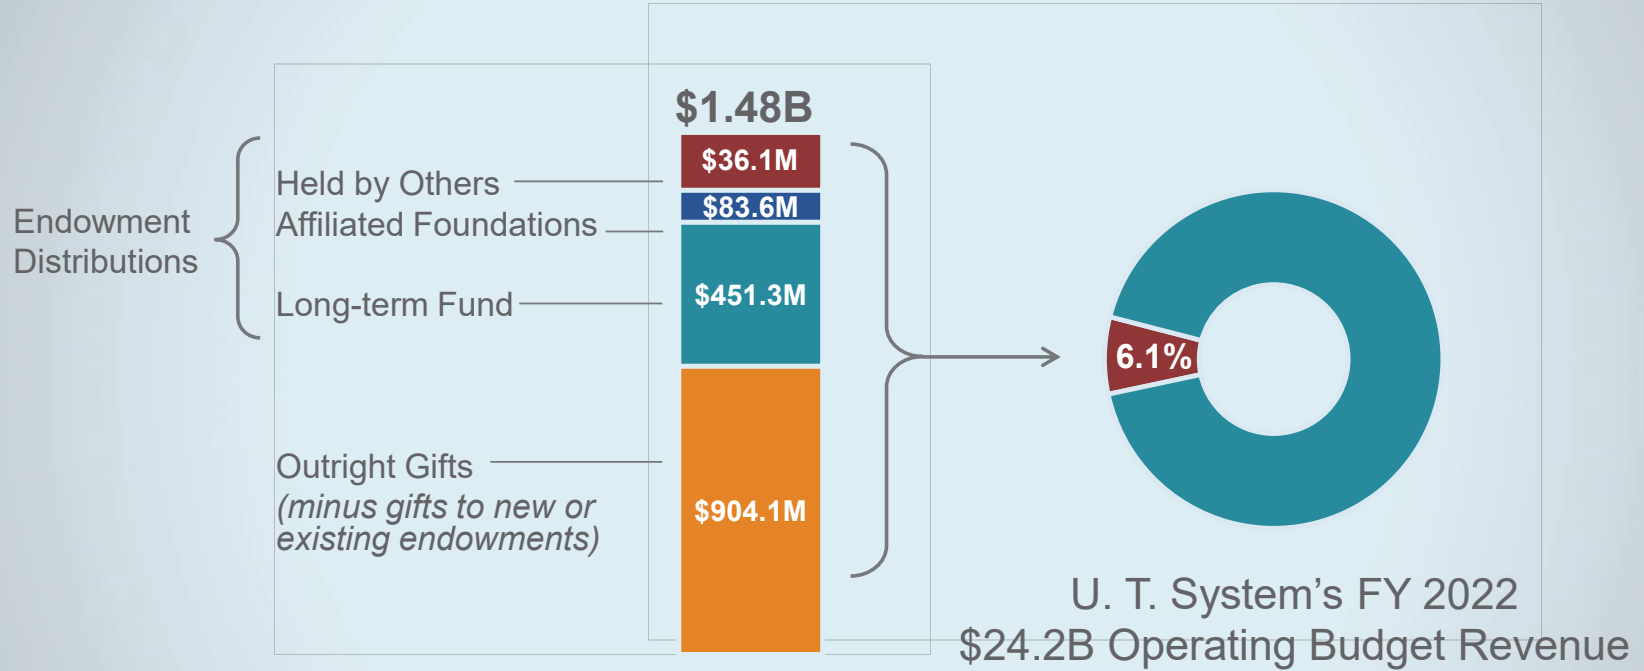 $1.48B
$36.1M
Held by Others
$83.6M
Affiliated Foundations
Endowment
Distributions
$451.3M
Long-term Fund
6.1%
Outright Gifts
(minus gifts to new or
existing endowments)
$904.1M
U. T. System’s FY 2022
$24.2B Operating Budget Revenue